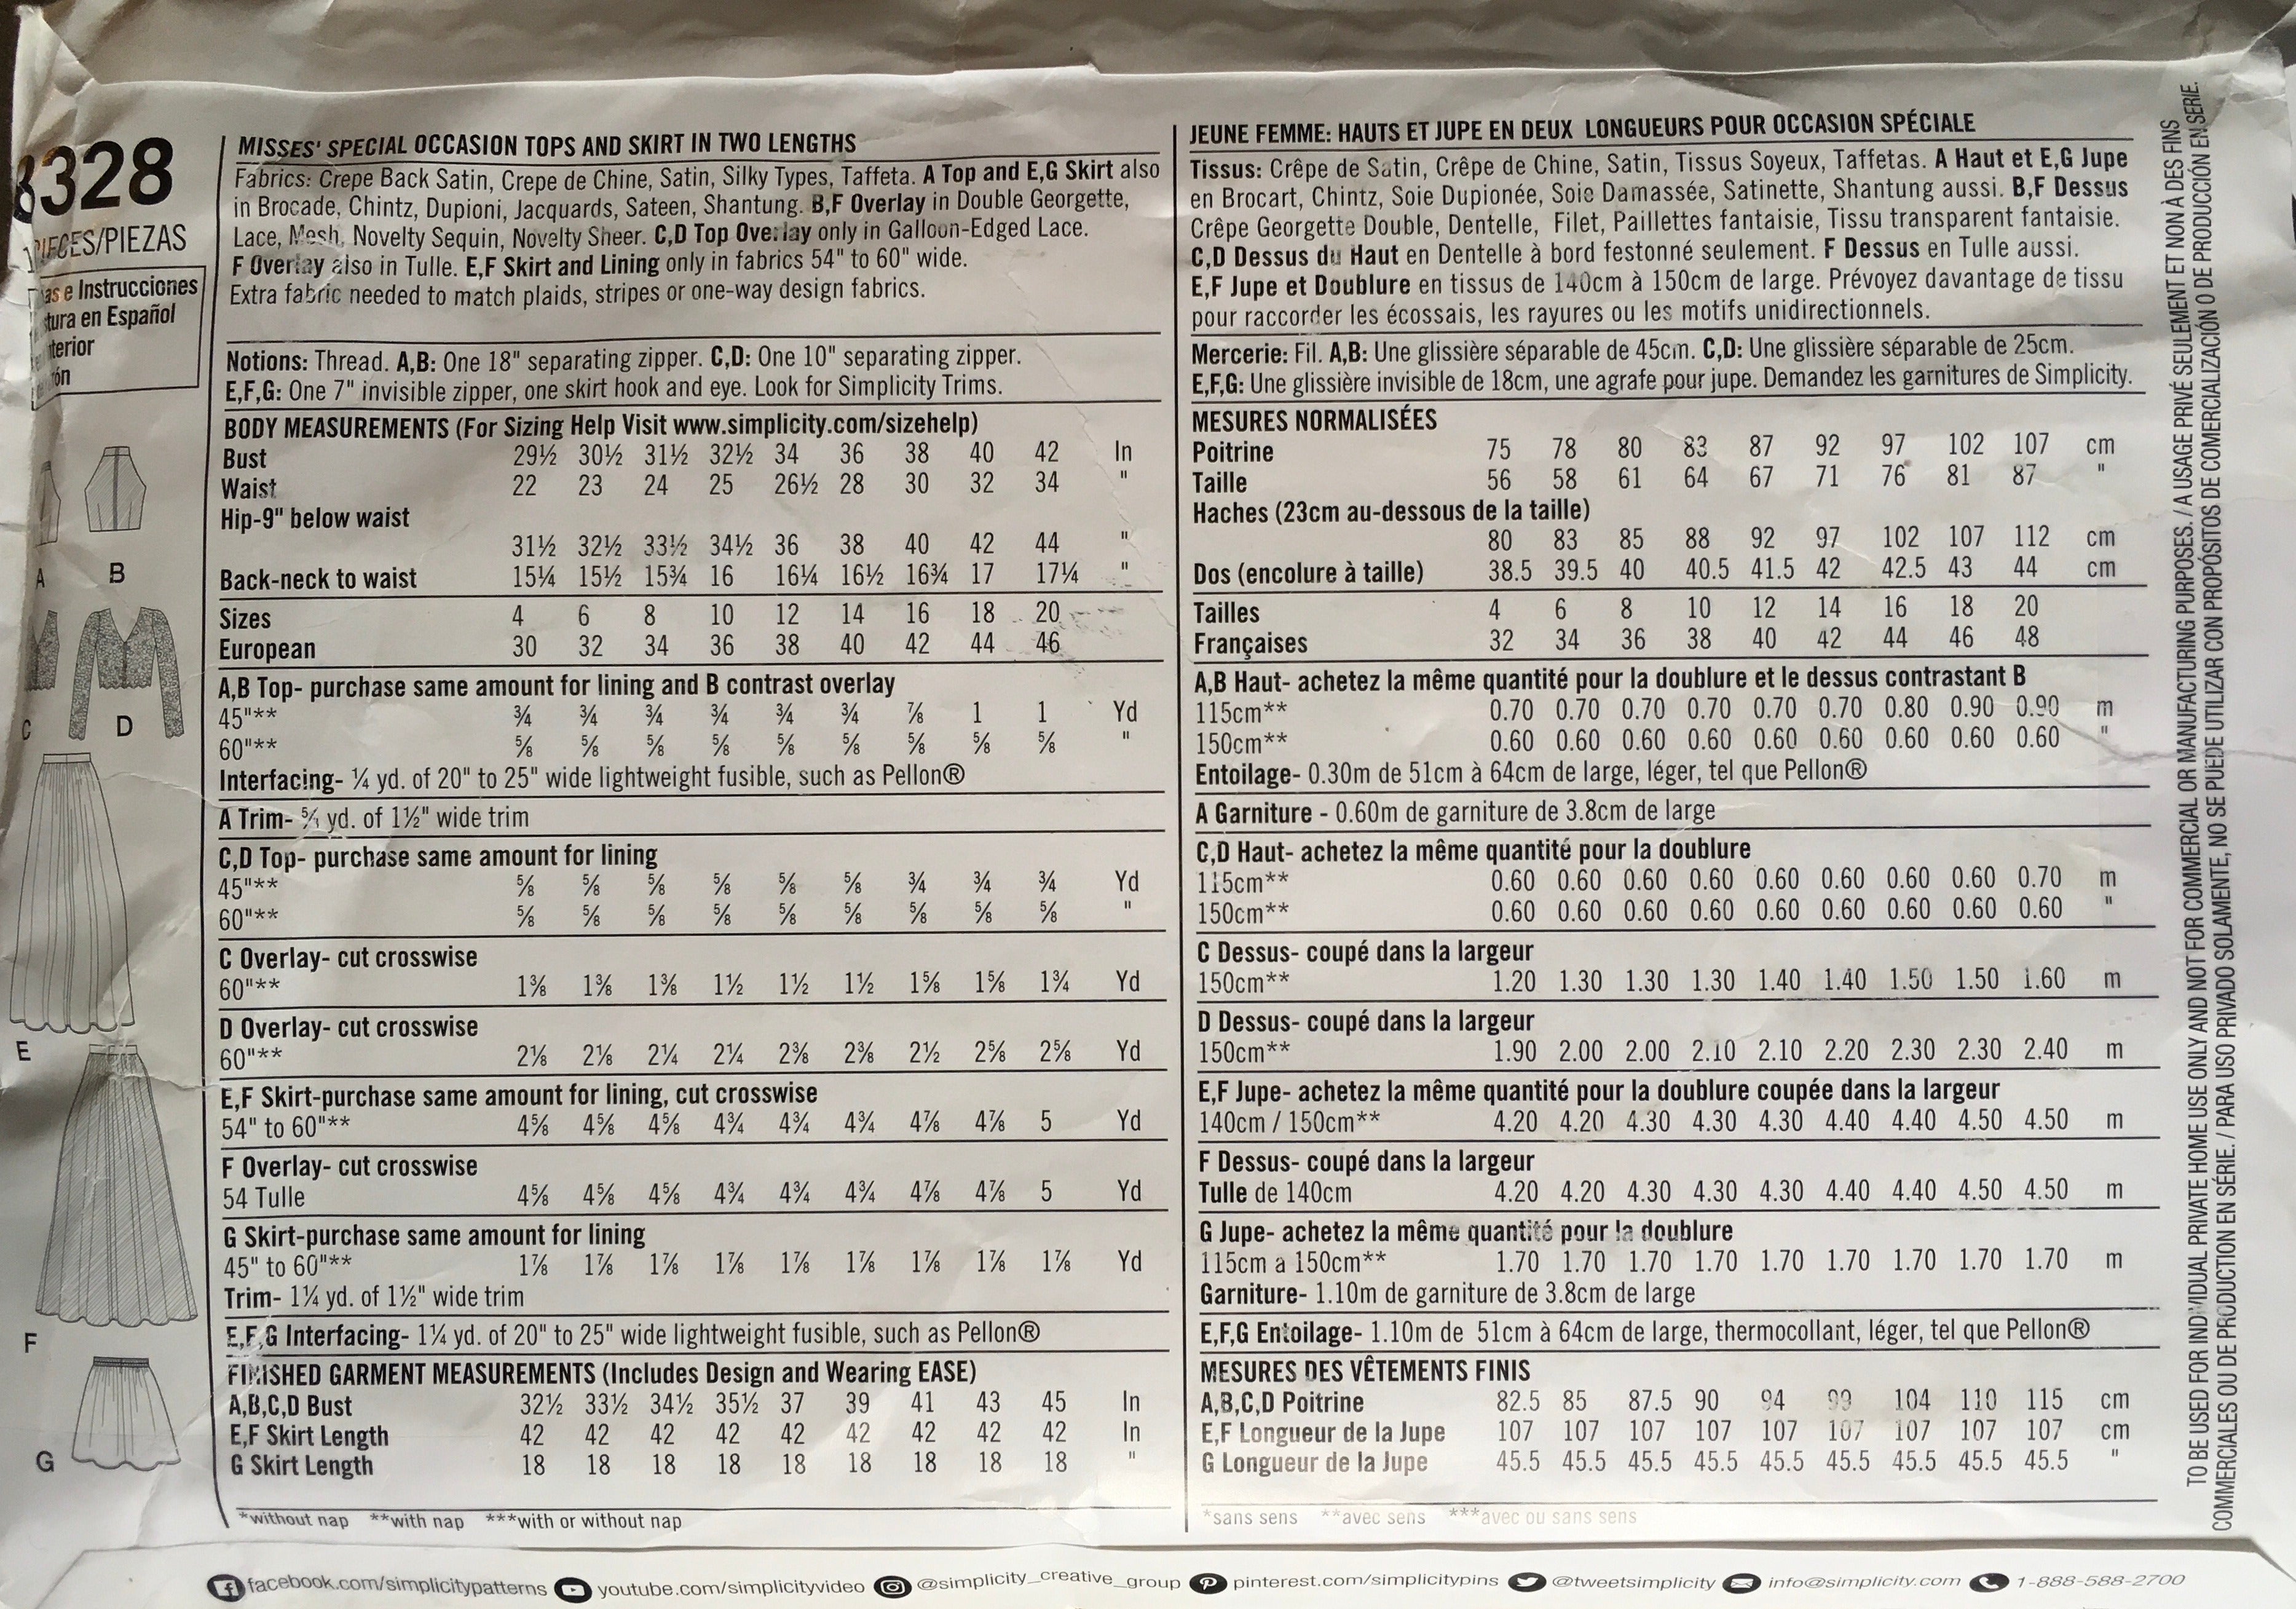 8328
PIECES/PIEZAS
Instrucciones
en Español
A
B
C
D
E
F
G
MISSES' SPECIAL OCCASION TOPS AND SKIRT IN TWO LENGTHS
Fabrics: Crepe Back Satin, Crepe de Chine, Satin, Silky Types, Taffeta. A Top and E,G Skirt also
in Brocade, Chintz, Dupioni, Jacquards, Sateen, Shantung. B,F Overlay in Double Georgette,
Lace, Mesh, Novelty Sequin, Novelty Sheer. C,D Top Overlay only in Galloon-Edged Lace.
F Overlay also in Tulle. E,F Skirt and Lining only in fabrics 54" to 60" wide.
Extra fabric needed to match plaids, stripes or one-way design fabrics.
Notions: Thread. A,B: One 18" separating zipper. C,D: One 10" separating zipper.
E,F,G: One 7" invisible zipper, one skirt hook and eye. Look for Simplicity Trims.
BODY MEASUREMENTS (For Sizing Help Visit www.simplicity.com/sizehelp)
Bust 29½ 30½ 31½ 32½ 34 36 38 40 42 In
Waist 22 23 24 25 26½ 28 30 32 34 "
Hip-9" below waist
31½ 32½ 33½ 34½ 36 38 40 42 44 "
Back-neck to waist 15¼ 15½ 15¾ 16 16¼ 16½ 16¾ 17 17¼ "
Sizes 4 6 8 10 12 14 16 18 20
European 30 32 34 36 38 40 42 44 46
A,B Top- purchase same amount for lining and B contrast overlay
45"** ¾ ¾ ¾ ¾ ¾ ¾ ⅞ 1 1 Yd
60"** ⅝ ⅝ ⅝ ⅝ ⅝ ⅝ ⅝ ⅝ ⅝ "
Interfacing- ¼ yd. of 20" to 25" wide lightweight fusible, such as Pellon®
A Trim- yd. of 1½" wide trim
C,D Top- purchase same amount for lining
45"** ⅝ ⅝ ⅝ ⅝ ⅝ ⅝ ¾ ¾ ¾ Yd
60"** ⅝ ⅝ ⅝ ⅝ ⅝ ⅝ ⅝ ⅝ ⅝ "
C Overlay- cut crosswise
60"** 1⅜ 1⅜ 1⅜ 1½ 1½ 1½ 1⅝ 1⅝ 1¾ Yd
D Overlay- cut crosswise
60"** 2⅛ 2⅛ 2¼ 2¼ 2⅜ 2⅜ 2½ 2⅝ 2⅝ Yd
E,F Skirt-purchase same amount for lining, cut crosswise
54" to 60"** 4⅝ 4⅝ 4⅝ 4¾ 4¾ 4¾ 4⅞ 4⅞ 5 Yd
F Overlay- cut crosswise
54 Tulle 4⅝ 4⅝ 4⅝ 4¾ 4¾ 4¾ 4⅞ 4⅞ 5 Yd
G Skirt-purchase same amount for lining
45" to 60"** 1⅞ 1⅞ 1⅞ 1⅞ 1⅞ 1⅞ 1⅞ 1⅞ 1⅞ Yd
Trim- 1¼ yd. of 1½" wide trim
E,F,G Interfacing- 1¼ yd. of 20" to 25" wide lightweight fusible, such as Pellon®
FINISHED GARMENT MEASUREMENTS (Includes Design and Wearing EASE)
A,B,C,D Bust 32½ 33½ 34½ 35½ 37 39 41 43 45 In
E,F Skirt Length 42 42 42 42 42 42 42 42 42 In
G Skirt Length 18 18 18 18 18 18 18 18 18 "
*without nap **with nap ***with or without nap
JEUNE FEMME: HAUTS ET JUPE EN DEUX LONGUEURS POUR OCCASION SPÉCIALE
Tissus: Crêpe de Satin, Crêpe de Chine, Satin, Tissus Soyeux, Taffetas. A Haut et E,G Jupe
en Brocart, Chintz, Soie Dupionée, Soie Damassée, Satinette, Shantung aussi. B,F Dessus
Crêpe Georgette Double, Dentelle, Filet, Paillettes fantaisie, Tissu transparent fantaisie.
C,D Dessus du Haut en Dentelle à bord festonné seulement. F Dessus en Tulle aussi.
E,F Jupe et Doublure en tissus de 140cm à 150cm de large. Prévoyez davantage de tissu
pour raccorder les écossais, les rayures ou les motifs unidirectionnels.
Mercerie: Fil. A,B: Une glissière séparable de 45cm. C,D: Une glissière séparable de 25cm.
E,F,G: Une glissière invisible de 18cm, une agrafe pour jupe. Demandez les garnitures de Simplicity.
MESURES NORMALISÉES
Poitrine 75 78 80 83 87 92 97 102 107 cm
Taille 56 58 61 64 67 71 76 81 87 "
Haches (23cm au-dessous de la taille)
80 83 85 88 92 97 102 107 112 cm
Dos (encolure à taille) 38.5 39.5 40 40.5 41.5 42 42.5 43 44 cm
Tailles 4 6 8 10 12 14 16 18 20
Françaises 32 34 36 38 40 42 44 46 48
A,B Haut- achetez la même quantité pour la doublure et le dessus contrastant B
115cm** 0.70 0.70 0.70 0.70 0.70 0.70 0.80 0.90 0.90 m
150cm** 0.60 0.60 0.60 0.60 0.60 0.60 0.60 0.60 0.60 "
Entoilage- 0.30m de 51cm à 64cm de large, léger, tel que Pellon®
A Garniture - 0.60m de garniture de 3.8cm de large
C,D Haut- achetez la même quantité pour la doublure
115cm** 0.60 0.60 0.60 0.60 0.60 0.60 0.60 0.60 0.70 m
150cm** 0.60 0.60 0.60 0.60 0.60 0.60 0.60 0.60 0.60 "
C Dessus- coupé dans la largeur
150cm** 1.20 1.30 1.30 1.30 1.40 1.40 1.50 1.50 1.60 m
D Dessus- coupé dans la largeur
150cm** 1.90 2.00 2.00 2.10 2.10 2.20 2.30 2.30 2.40 m
E,F Jupe- achetez la même quantité pour la doublure coupée dans la largeur
140cm / 150cm** 4.20 4.20 4.30 4.30 4.30 4.40 4.40 4.50 4.50 m
F Dessus- coupé dans la largeur
Tulle de 140cm 4.20 4.20 4.30 4.30 4.30 4.40 4.40 4.50 4.50 m
G Jupe- achetez la même quantité pour la doublure
115cm a 150cm** 1.70 1.70 1.70 1.70 1.70 1.70 1.70 1.70 1.70 m
Garniture- 1.10m de garniture de 3.8cm de large
E,F,G Entoilage- 1.10m de 51cm à 64cm de large, thermocollant, léger, tel que Pellon®
MESURES DES VÊTEMENTS FINIS
A,B,C,D Poitrine 82.5 85 87.5 90 94 99 104 110 115 cm
E,F Longueur de la Jupe 107 107 107 107 107 107 107 107 107 cm
G Longueur de la Jupe 45.5 45.5 45.5 45.5 45.5 45.5 45.5 45.5 45.5 "
*sans sens **avec sens ***avec ou sans sens
TO BE USED FOR INDIVIDUAL PRIVATE HOME USE ONLY AND NOT FOR COMMERCIAL OR MANUFACTURING PURPOSES. / A USAGE PRIVÉ SEULEMENT ET NON À DES FINS
COMMERCIALES OU DE PRODUCTION EN SÉRIE. / PARA USO PRIVADO SOLAMENTE, NO SE PUEDE UTILIZAR CON PROPÓSITOS DE COMERCIALIZACIÓN O DE PRODUCCIÓN EN SERIE.
facebook.com/simplicitypatterns youtube.com/simplicityvideo @simplicity_creative_group pinterest.com/simplicitypins @tweetsimplicity info@simplicity.com 1-888-588-2700